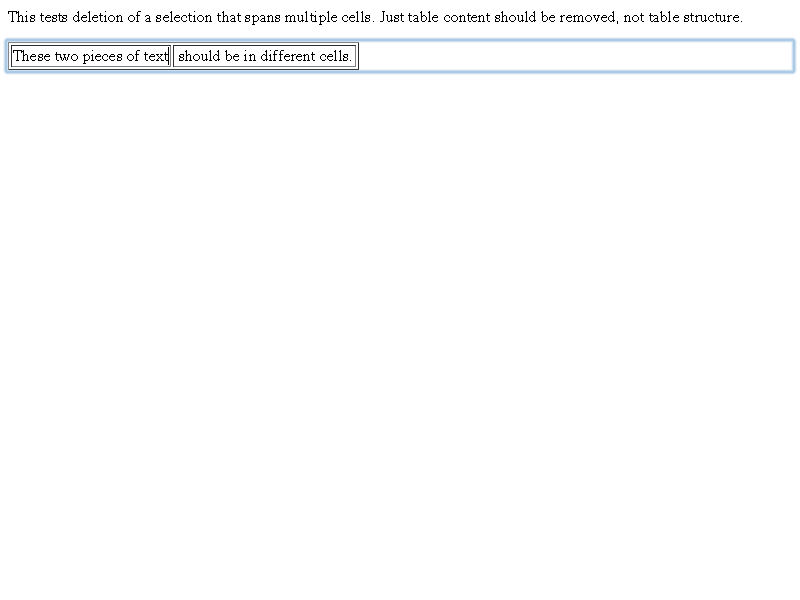 This tests deletion of a selection that spans multiple cells. Just table content should be removed, not table structure.
These two pieces of text should be in different cells.